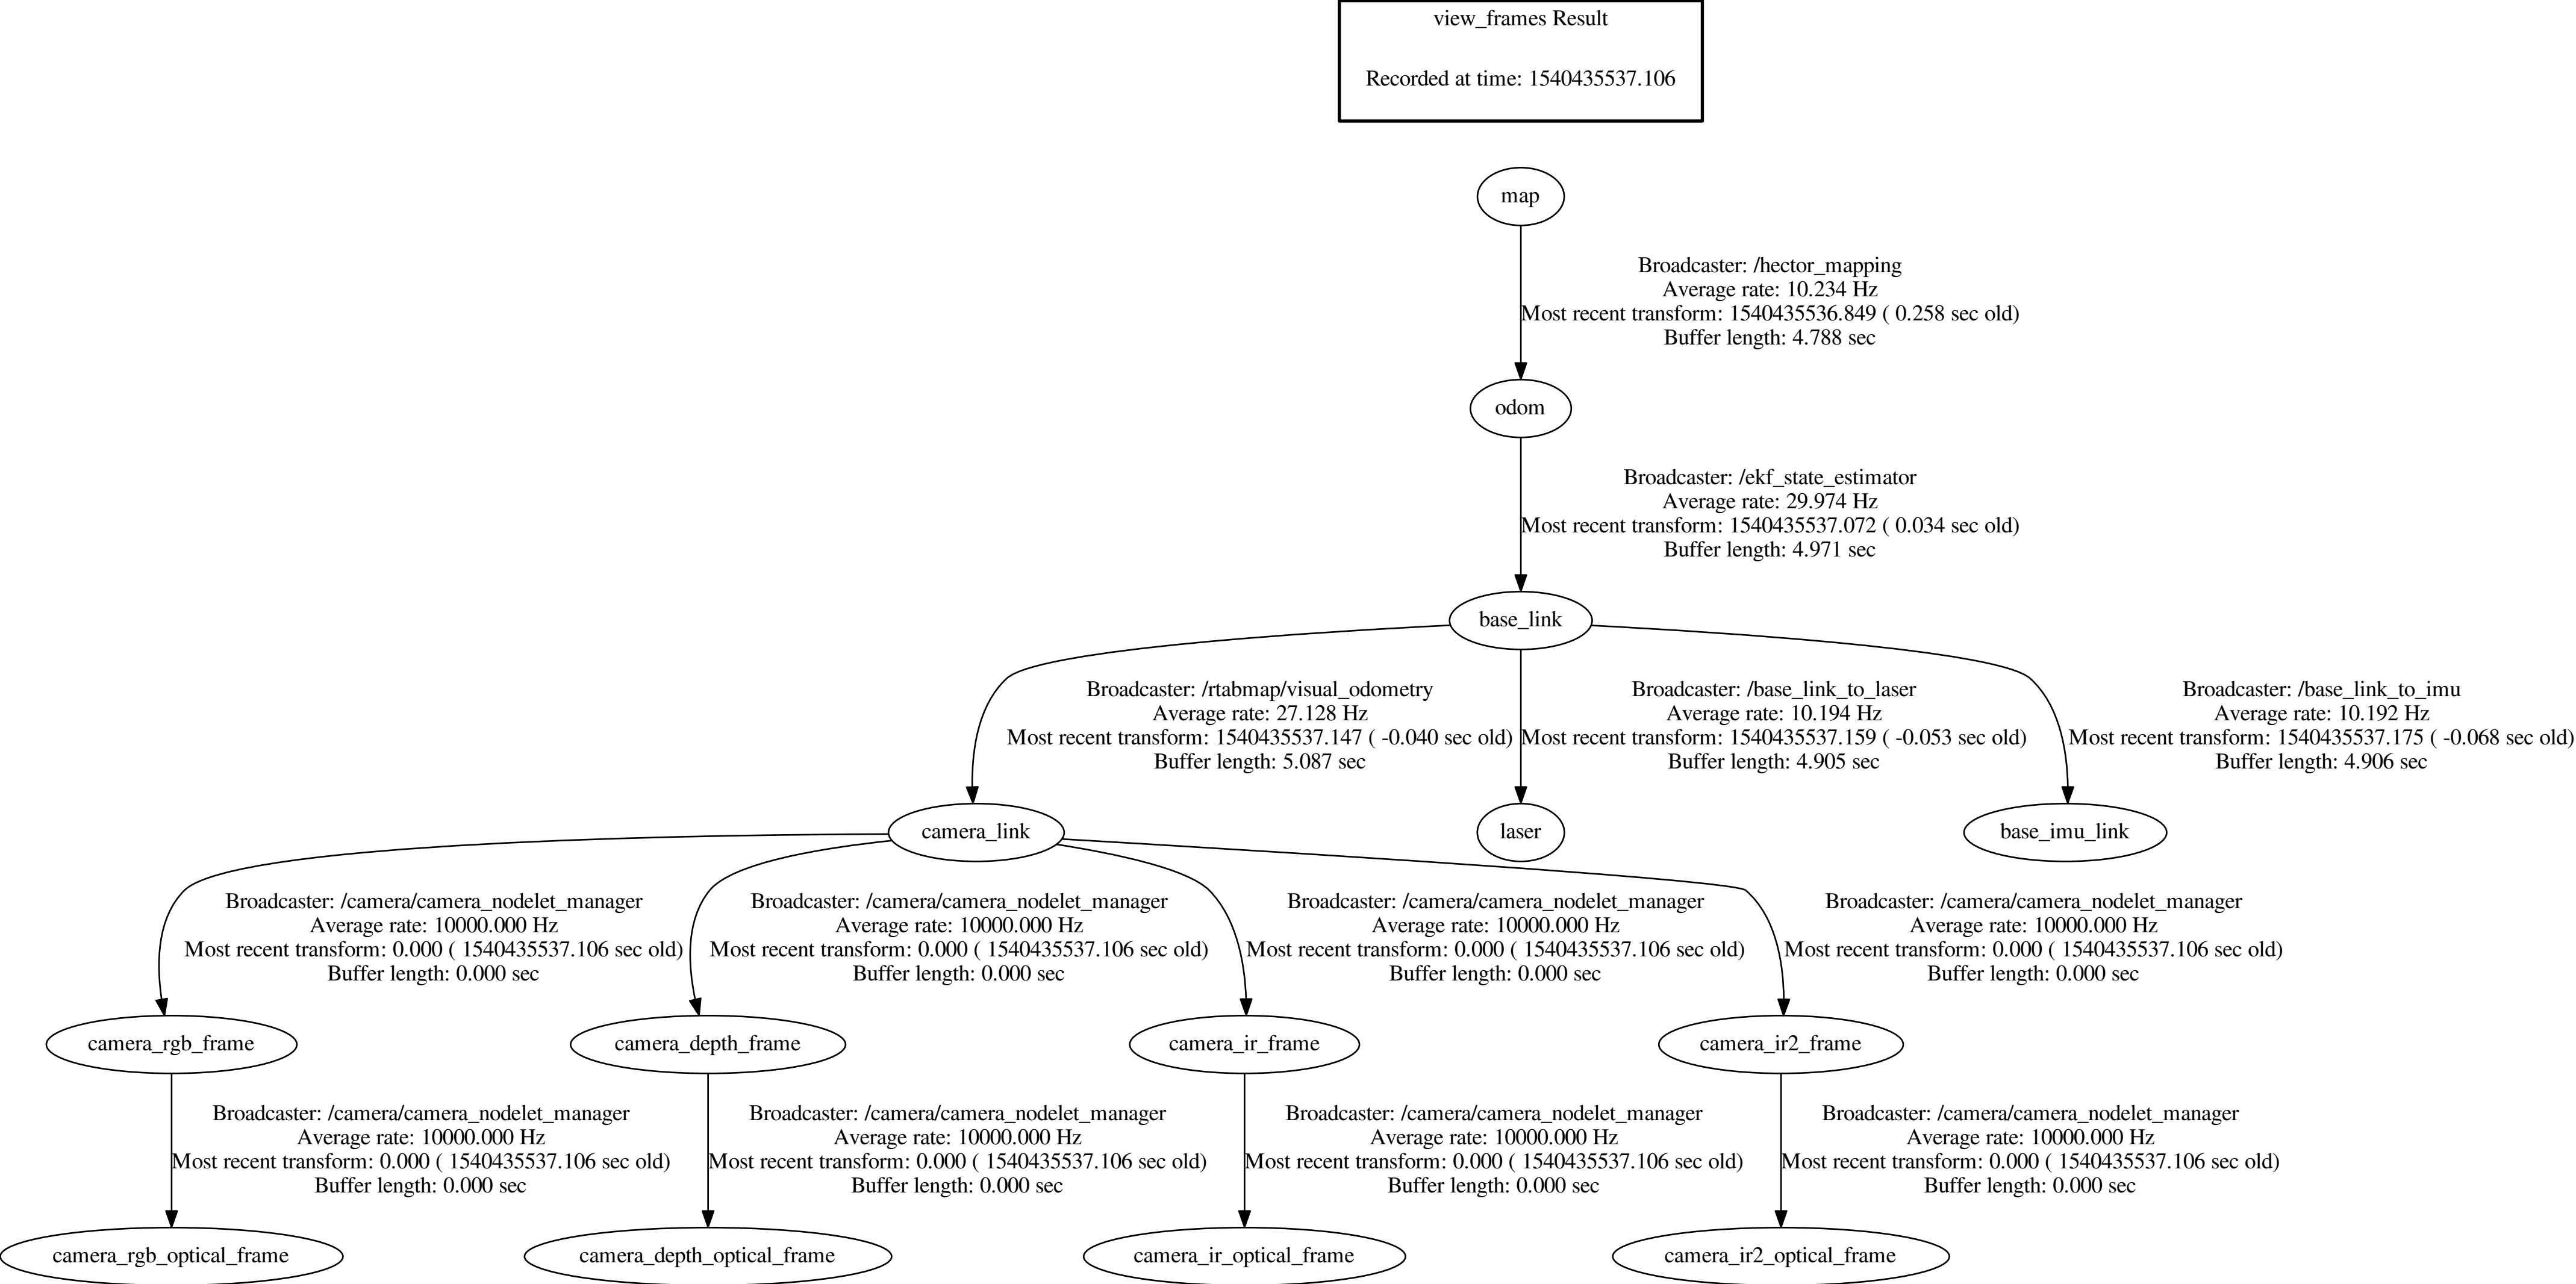 view_frames Result
Recorded at time: 1540435537.106
map
Broadcaster: /hector_mapping
Average rate: 10.234 Hz
Most recent transform: 1540435536.849 ( 0.258 sec old)
Buffer length: 4.788 sec
odom
Broadcaster: /ekf_state_estimator
Average rate: 29.974 Hz
Most recent transform: 1540435537.072 ( 0.034 sec old)
Buffer length: 4.971 sec
base_link
Broadcaster: /rtabmap/visual_odometry
Average rate: 27.128 Hz
Most recent transform: 1540435537.147 ( -0.040 sec old)
Buffer length: 5.087 sec
Broadcaster: /base_link_to_laser
Average rate: 10.194 Hz
Most recent transform: 1540435537.159 ( -0.053 sec old)
Buffer length: 4.905 sec
Broadcaster: /base_link_to_imu
Average rate: 10.192 Hz
Most recent transform: 1540435537.175 ( -0.068 sec old)
Buffer length: 4.906 sec
camera_link
laser
base_imu_link
Broadcaster: /camera/camera_nodelet_manager
Average rate: 10000.000 Hz
Most recent transform: 0.000 ( 1540435537.106 sec old)
Buffer length: 0.000 sec
Broadcaster: /camera/camera_nodelet_manager
Average rate: 10000.000 Hz
Most recent transform: 0.000 ( 1540435537.106 sec old)
Buffer length: 0.000 sec
Broadcaster: /camera/camera_nodelet_manager
Average rate: 10000.000 Hz
Most recent transform: 0.000 ( 1540435537.106 sec old)
Buffer length: 0.000 sec
Broadcaster: /camera/camera_nodelet_manager
Average rate: 10000.000 Hz
Most recent transform: 0.000 ( 1540435537.106 sec old)
Buffer length: 0.000 sec
camera_rgb_frame
camera_depth_frame
camera_ir_frame
camera_ir2_frame
Broadcaster: /camera/camera_nodelet_manager
Average rate: 10000.000 Hz
Most recent transform: 0.000 ( 1540435537.106 sec old)
Buffer length: 0.000 sec
Broadcaster: /camera/camera_nodelet_manager
Average rate: 10000.000 Hz
Most recent transform: 0.000 ( 1540435537.106 sec old)
Buffer length: 0.000 sec
Broadcaster: /camera/camera_nodelet_manager
Average rate: 10000.000 Hz
Most recent transform: 0.000 ( 1540435537.106 sec old)
Buffer length: 0.000 sec
Broadcaster: /camera/camera_nodelet_manager
Average rate: 10000.000 Hz
Most recent transform: 0.000 ( 1540435537.106 sec old)
Buffer length: 0.000 sec
camera_rgb_optical_frame
camera_depth_optical_frame
camera_ir_optical_frame
camera_ir2_optical_frame